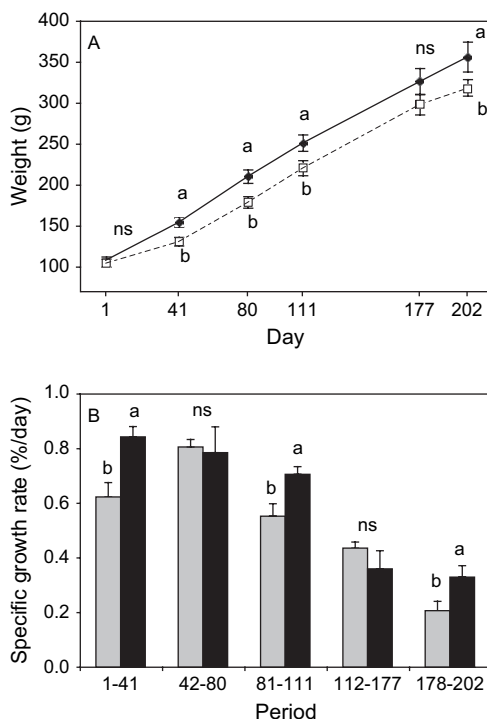 A
400
350
300
250
200
150
100
Weight (g)
ns
a
a
a
ns
a
b
b
b
b
1 41 80 111 177 202
Day
B
1.0
0.8
0.6
0.4
0.2
0.0
Specific growth rate (%/day)
b a ns b a ns b a
1-41 42-80 81-111 112-177 178-202
Period